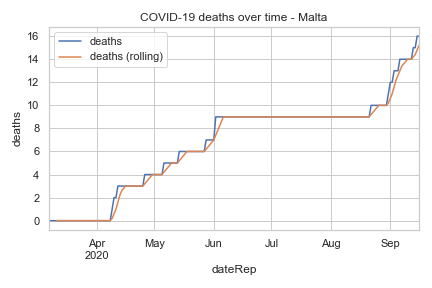 COVID-19 deaths over time - Malta
deaths
deaths (rolling)
deaths
16
14
12
10
8
6
4
2
0
Apr May Jun Jul Aug Sep
2020
dateRep